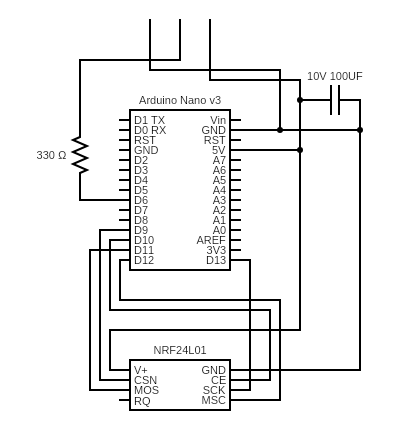 10V 100UF
Arduino Nano v3
330 Ω
D1 TX Vin
D0 RX GND
RST RST
GND 5V
D2 A7
D3 A6
D4 A5
D5 A4
D6 A3
D7 A2
D8 A1
D9 A0
D10 AREF
D11 3V3
D12 D13
NRF24L01
V+ GND
CSN CE
MOS SCK
RQ MSC